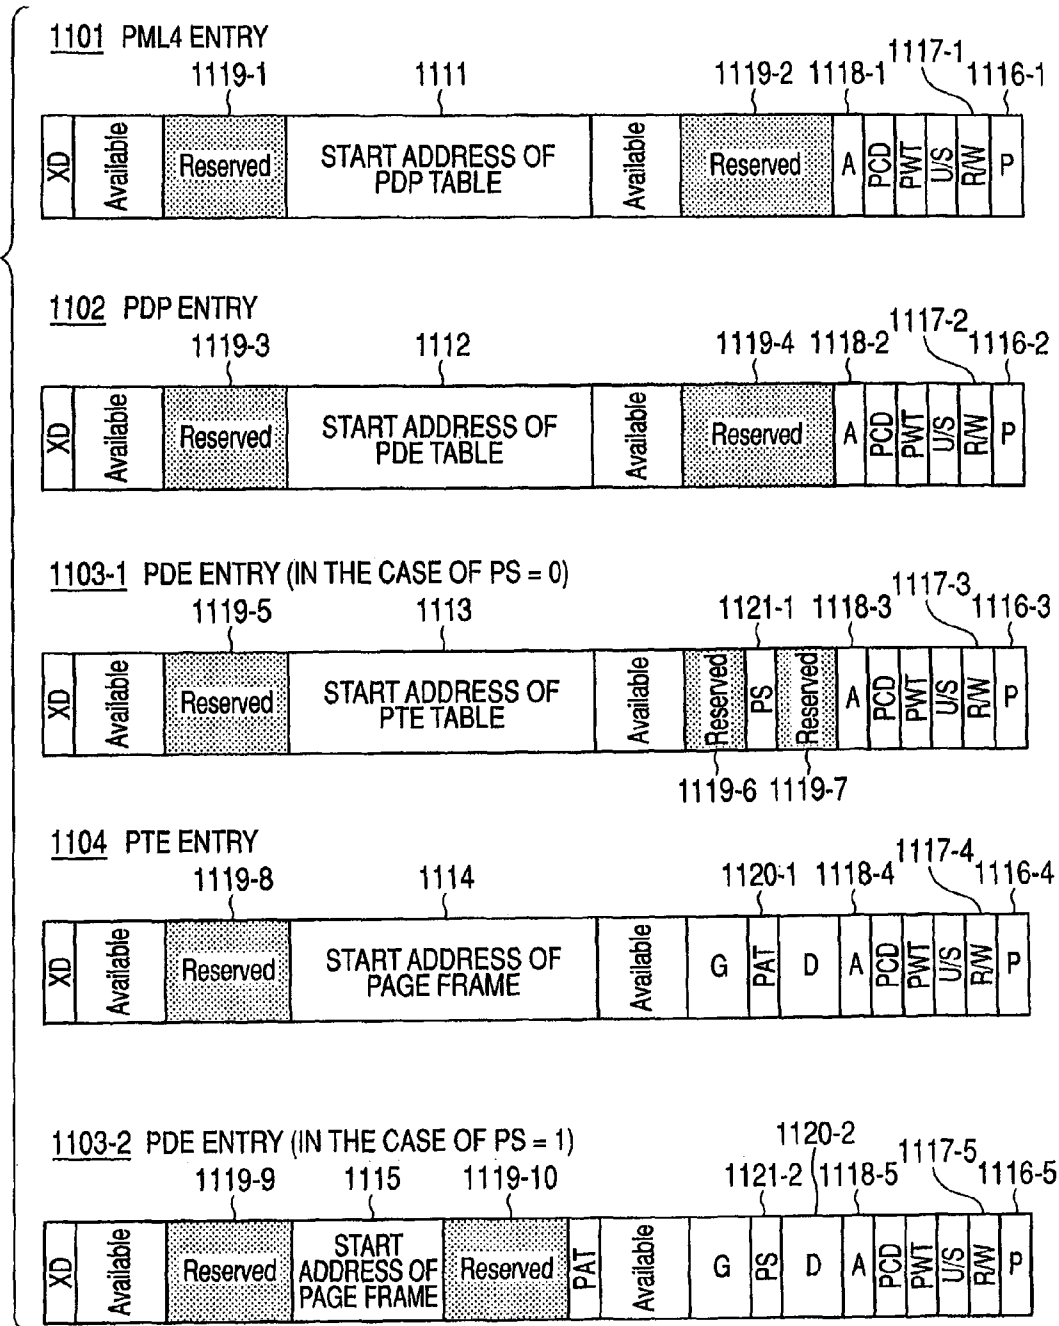 1101 PML4 ENTRY
1119-1 1111 1119-2 1118-1 1117-1 1116-1
XD Available Reserved START ADDRESS OF PDP TABLE Available Reserved A PCD PWT U/S R/W P
1102 PDP ENTRY
1119-3 1112 1119-4 1118-2 1117-2 1116-2
XD Available Reserved START ADDRESS OF PDE TABLE Available Reserved A PCD PWT U/S R/W P
1103-1 PDE ENTRY (IN THE CASE OF PS = 0)
1119-5 1113 1121-1 1118-3 1117-3 1116-3
XD Available Reserved START ADDRESS OF PTE TABLE Available Reserved PS Reserved A PCD PWT U/S R/W P
1119-6 1119-7
1104 PTE ENTRY
1119-8 1114 1120-1 1118-4 1117-4 1116-4
XD Available Reserved START ADDRESS OF PAGE FRAME Available G PAT D A PCD PWT U/S R/W P
1103-2 PDE ENTRY (IN THE CASE OF PS = 1)
1119-9 1115 1119-10 1121-2 1120-2 1118-5 1117-5 1116-5
XD Available Reserved START ADDRESS OF PAGE FRAME Reserved PAT Available G PS D A PCD PWT U/S R/W P